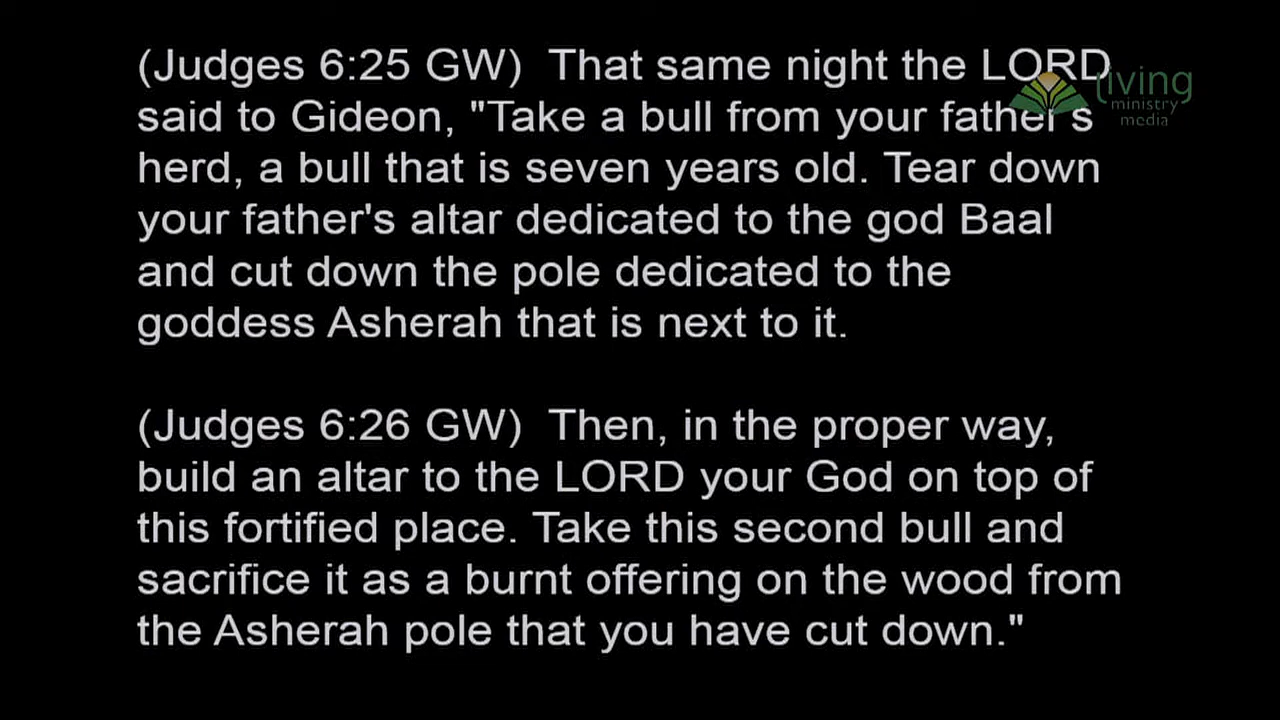 (Judges 6:25 GW)  That same night the LORD
said to Gideon, "Take a bull from your father's
herd, a bull that is seven years old. Tear down
your father's altar dedicated to the god Baal
and cut down the pole dedicated to the
goddess Asherah that is next to it.
(Judges 6:26 GW)  Then, in the proper way,
build an altar to the LORD your God on top of
this fortified place. Take this second bull and
sacrifice it as a burnt offering on the wood from
the Asherah pole that you have cut down."
living
ministry
media